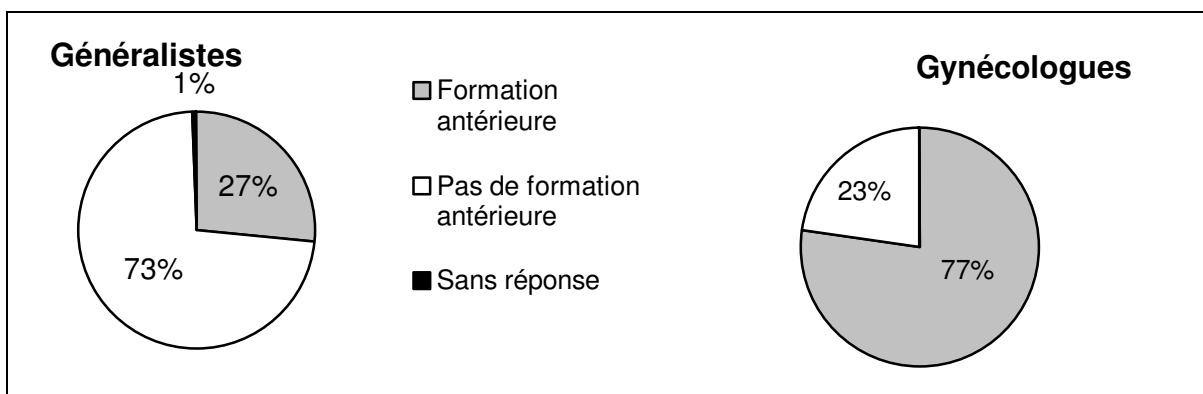 Généralistes
1%
27%
73%
Formation
antérieure
Pas de formation
antérieure
Sans réponse
Gynécologues
23%
77%